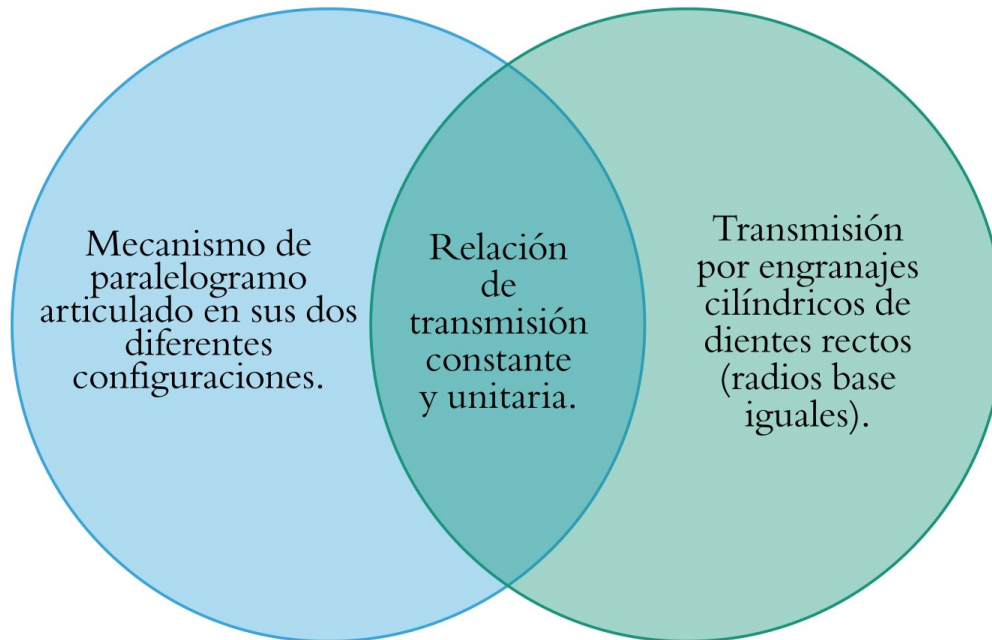 Mecanismo de
paralelogramo
articulado en sus dos
diferentes
configuraciones.
Relación
de
transmisión
constante
y unitaria.
Transmisión
por engranajes
cilíndricos de
dientes rectos
(radios base
iguales).